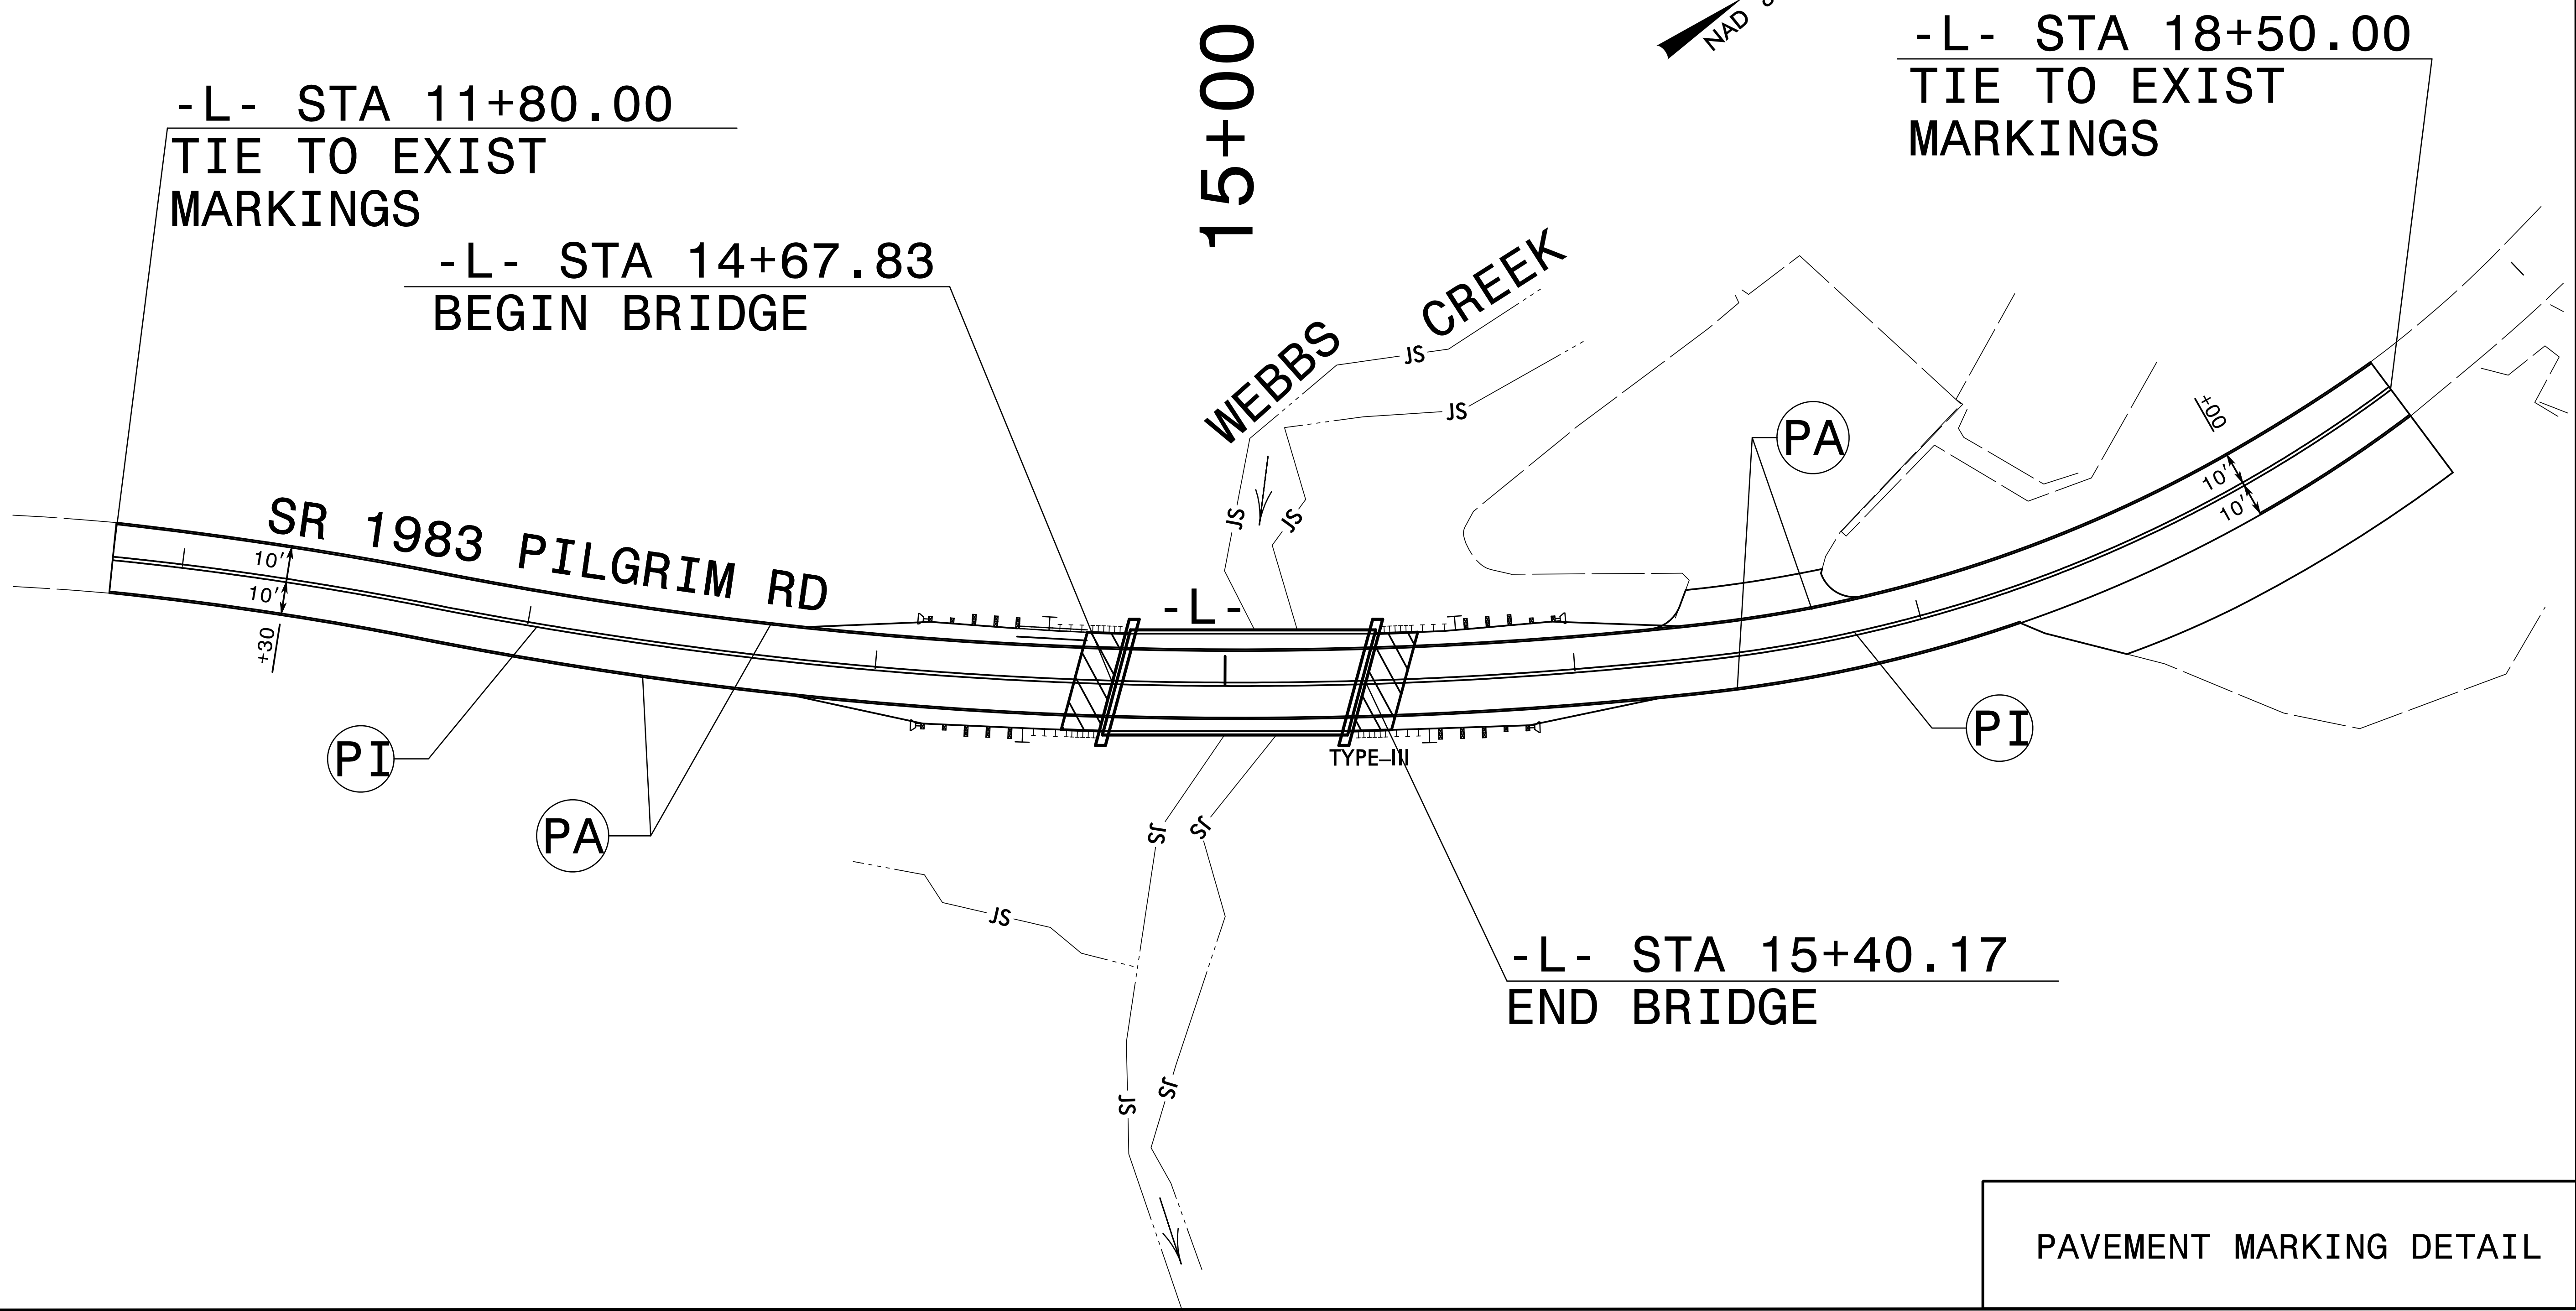 -L- STA 11+80.00
TIE TO EXIST
MARKINGS
-L- STA 14+67.83
BEGIN BRIDGE
15+00
NAD
-L- STA 18+50.00
TIE TO EXIST
MARKINGS
WEBBS CREEK
JS
JS
JS
JS
PA
+00
10'
10'
SR 1983 PILGRIM RD
10'
10'
+30
-L-
PI
PA
TYPE-III
PI
JS
JS
JS
JS
JS
-L- STA 15+40.17
END BRIDGE
PAVEMENT MARKING DETAIL